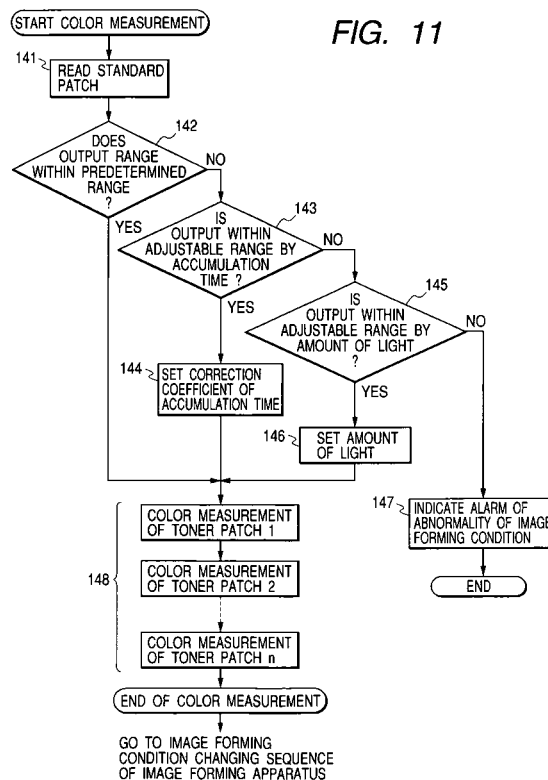 FIG. 11
START COLOR MEASUREMENT
141
READ STANDARD
PATCH
142
DOES
OUTPUT RANGE
WITHIN PREDETERMINED
RANGE
?
NO
YES
143
IS
OUTPUT WITHIN
ADJUSTABLE RANGE BY
ACCUMULATION
TIME ?
NO
YES
144
SET CORRECTION
COEFFICIENT OF
ACCUMULATION TIME
145
IS
OUTPUT WITHIN
ADJUSTABLE RANGE BY
AMOUNT OF LIGHT
?
NO
YES
146
SET AMOUNT
OF LIGHT
147
INDICATE ALARM OF
ABNORMALITY OF IMAGE
FORMING CONDITION
END
148
COLOR MEASUREMENT
OF TONER PATCH 1
COLOR MEASUREMENT
OF TONER PATCH 2
COLOR MEASUREMENT
OF TONER PATCH n
END OF COLOR MEASUREMENT
GO TO IMAGE FORMING
CONDITION CHANGING SEQUENCE
OF IMAGE FORMING APPARATUS